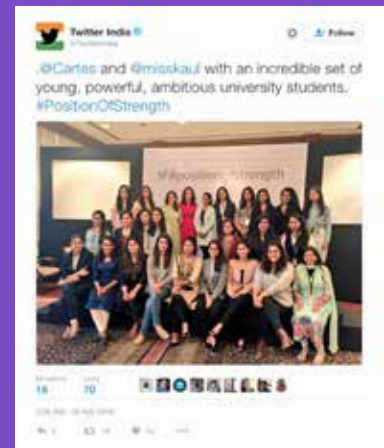 Twitter India
Follow
.@Cartes and @misskaul with an incredible set of
young, powerful, ambitious university students.
#PositionOfStrength
#positionofstrength
18 70